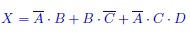 X = A̅ · B + B · C̅ + A̅ · C · D